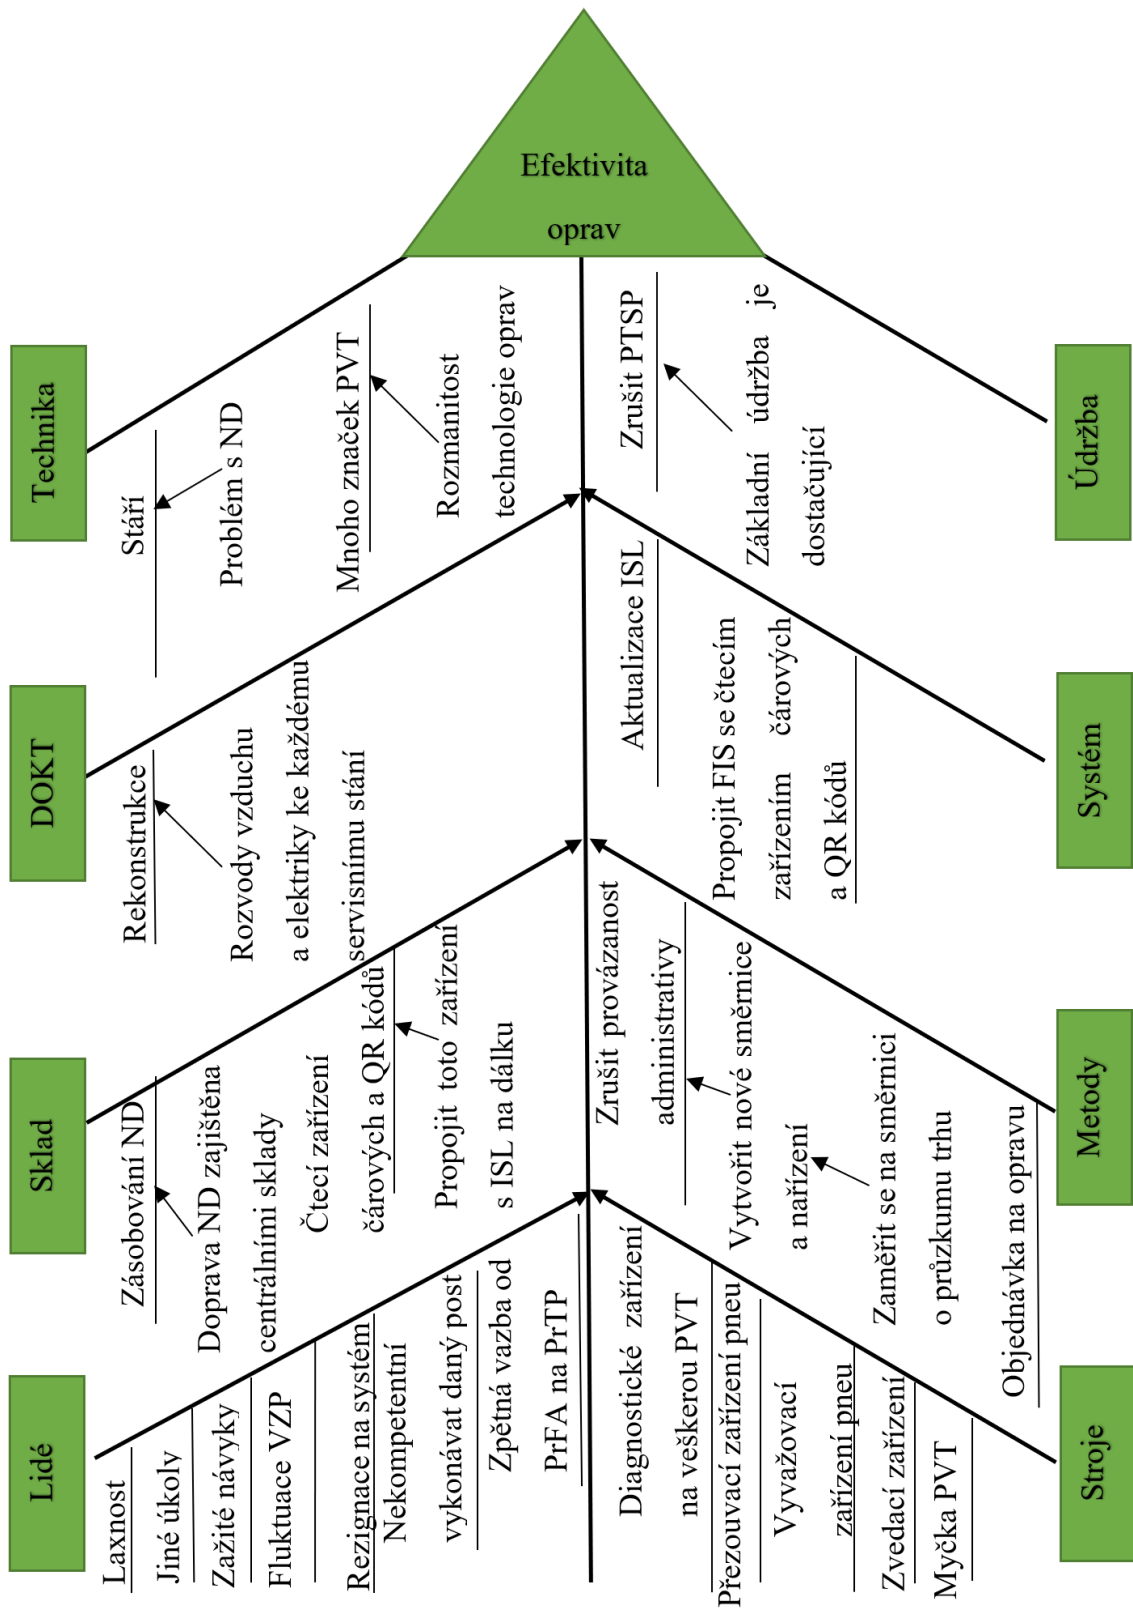 Efektivita
oprav
Technika
Stáří
Problém s ND
Mnoho značek PVT
Rozmanitost
technologie oprav
DOKT
Rekonstrukce
Rozvody vzduchu
a elektriky ke každému
servisnímu stání
Sklad
Zásobování ND
Doprava ND zajištěna
centrálními sklady
Čtecí zařízení
čárových a QR kódů
Propojit toto zařízení
s ISL na dálku
Lidé
Laxnost
Jiné úkoly
Zažité návyky
Fluktuace VZP
Rezignace na systém
Nekompetentní
vykonávat daný post
Zpětná vazba od
PrFA na PrTP
Údržba
Zrušit PTSP
Základní údržba je
dostačující
Systém
Aktualizace ISL
Propojit FIS se čtecím
zařízením čárových
a QR kódů
Metody
Zrušit provázanost
administrativy
Vytvořit nové směrnice
a nařízení
Zaměřit se na směrnici
o průzkumu trhu
Objednávka na opravu
Stroje
Diagnostické zařízení
na veškerou PVT
Přezouvací zařízení pneu
Vyvažovací
zařízení pneu
Zvedací zařízení
Myčka PVT